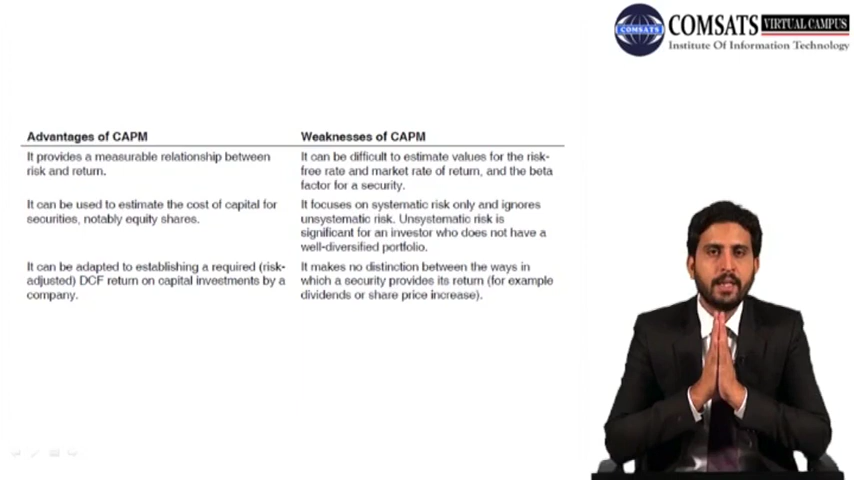 COMSATS
COMSATS VIRTUAL CAMPUS
Institute Of Information Technology
Advantages of CAPM
Weaknesses of CAPM
It provides a measurable relationship between
risk and return.
It can be difficult to estimate values for the risk-
free rate and market rate of return, and the beta
factor for a security.
It can be used to estimate the cost of capital for
securities, notably equity shares.
It focuses on systematic risk only and ignores
unsystematic risk. Unsystematic risk is
significant for an investor who does not have a
well-diversified portfolio.
It can be adapted to establishing a required (risk-
adjusted) DCF return on capital investments by a
company.
It makes no distinction between the ways in
which a security provides its return (for example
dividends or share price increase).